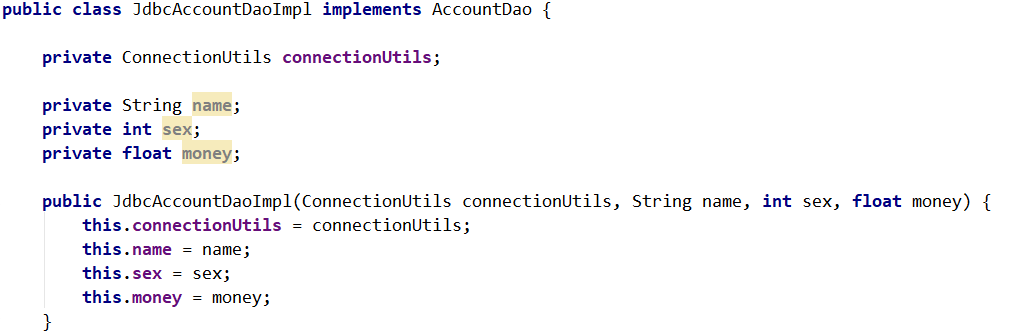 public class JdbcAccountDaoImpl implements AccountDao {
private ConnectionUtils connectionUtils;
private String name;
private int sex;
private float money;
public JdbcAccountDaoImpl(ConnectionUtils connectionUtils, String name, int sex, float money) {
this.connectionUtils = connectionUtils;
this.name = name;
this.sex = sex;
this.money = money;
}